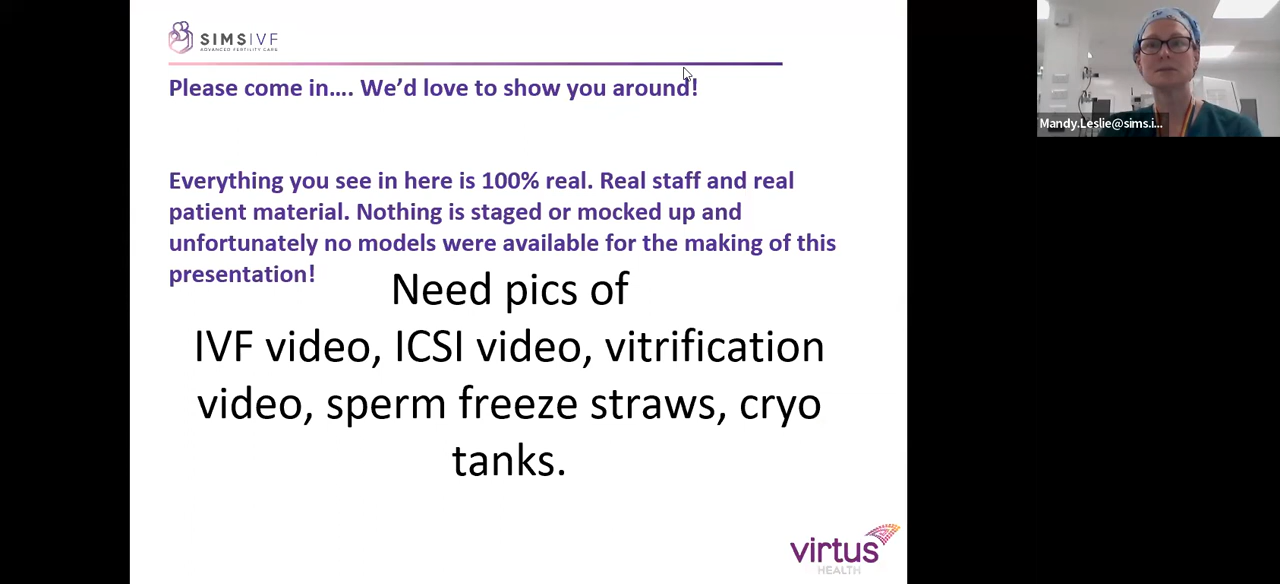 SIMSIVF
ADVANCED FERTILITY CARE
Please come in…. We’d love to show you around!
Everything you see in here is 100% real. Real staff and real
patient material. Nothing is staged or mocked up and
unfortunately no models were available for the making of this
presentation!
Need pics of
IVF video, ICSI video, vitrification
video, sperm freeze straws, cryo
tanks.
virtus
HEALTH
Mandy.Leslie@sims.i...